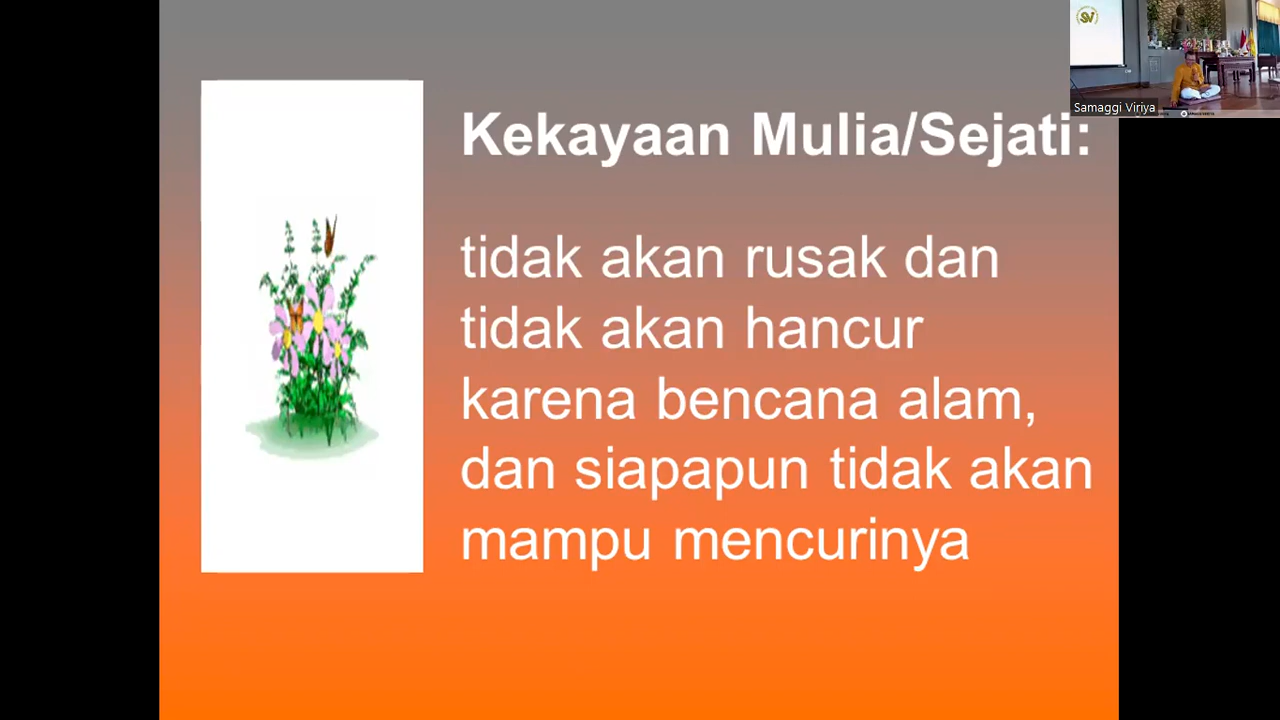 Kekayaan Mulia/Sejati:
tidak akan rusak dan
tidak akan hancur
karena bencana alam,
dan siapapun tidak akan
mampu mencurinya
SV
Samaggi Viriya